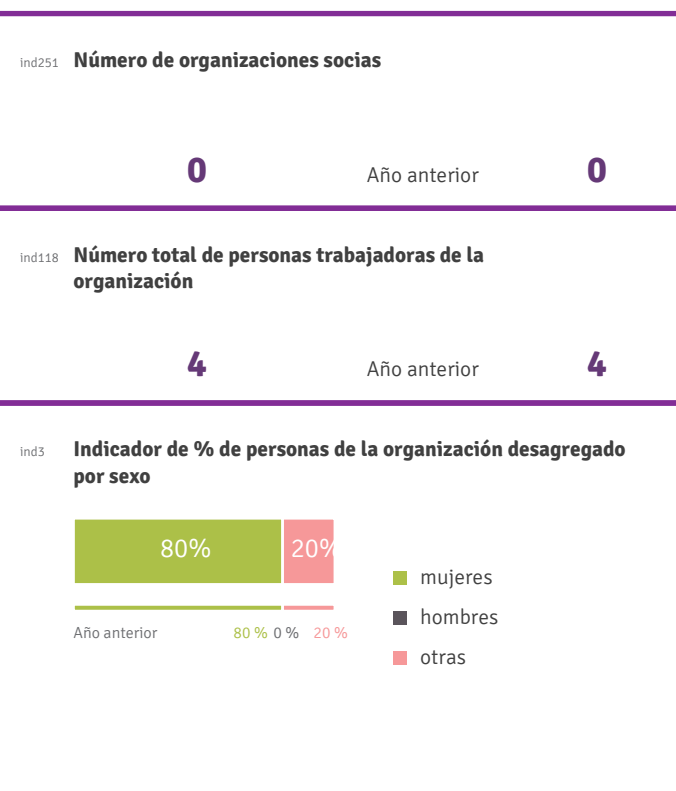 ind251 Número de organizaciones socias
0 Año anterior 0
ind118 Número total de personas trabajadoras de la
organización
4 Año anterior 4
ind3 Indicador de % de personas de la organización desagregado
por sexo
80% 20%
mujeres
hombres
Año anterior 80 % 0 % 20 %
otras